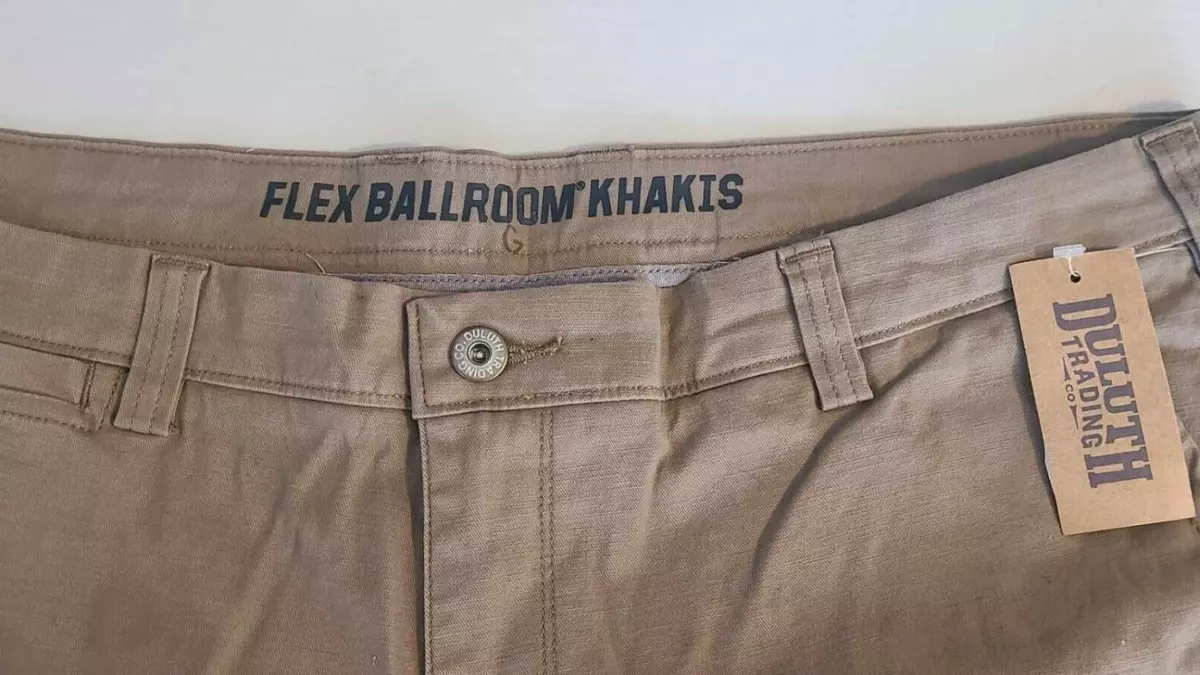 FLEX BALLROOM® KHAKIS
G
DULUTH TRADING CO.
DULUTH
TRADING
CO